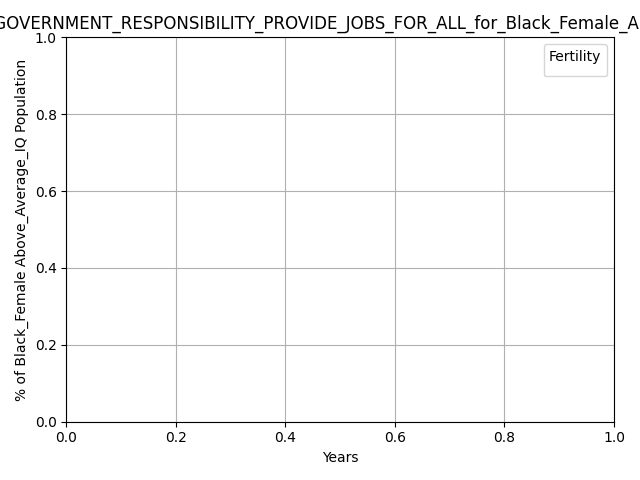 GOVERNMENT_RESPONSIBILITY_PROVIDE_JOBS_FOR_ALL_for_Black_Female_A
Fertility
% of Black_Female Above_Average_IQ Population
1.0
0.8
0.6
0.4
0.2
0.0
0.0 0.2 0.4 0.6 0.8 1.0
Years